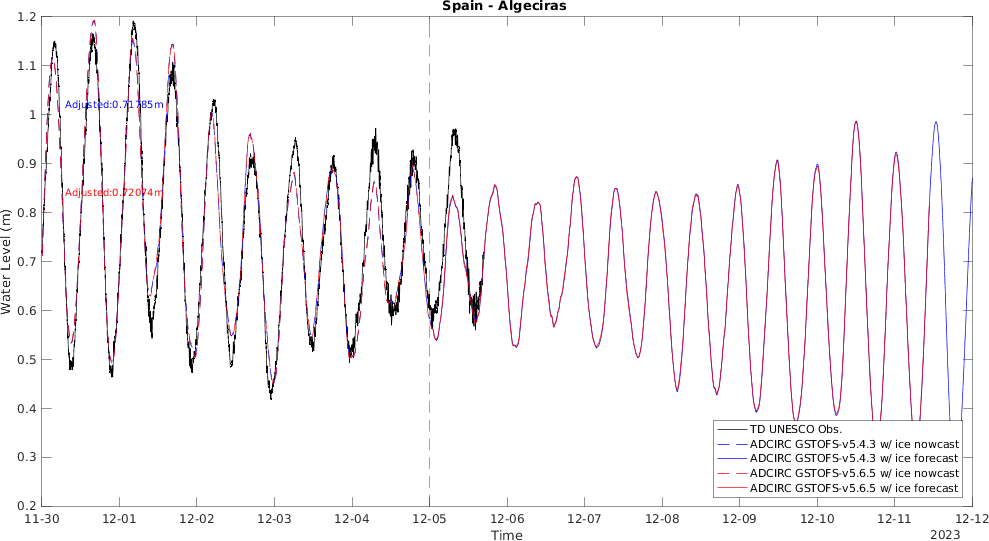 Spain - Algeciras
1.2
1.1
1
0.9
0.8
0.7
0.6
0.5
0.4
0.3
0.2
Water Level (m)
Adjusted:0.71785m
Adjusted:0.72074m
TD UNESCO Obs.
ADCIRC GSTOFS-v5.4.3 w/ ice nowcast
ADCIRC GSTOFS-v5.4.3 w/ ice forecast
ADCIRC GSTOFS-v5.6.5 w/ ice nowcast
ADCIRC GSTOFS-v5.6.5 w/ ice forecast
11-30 12-01 12-02 12-03 12-04 12-05 12-06 12-07 12-08 12-09 12-10 12-11 12-12
Time
2023